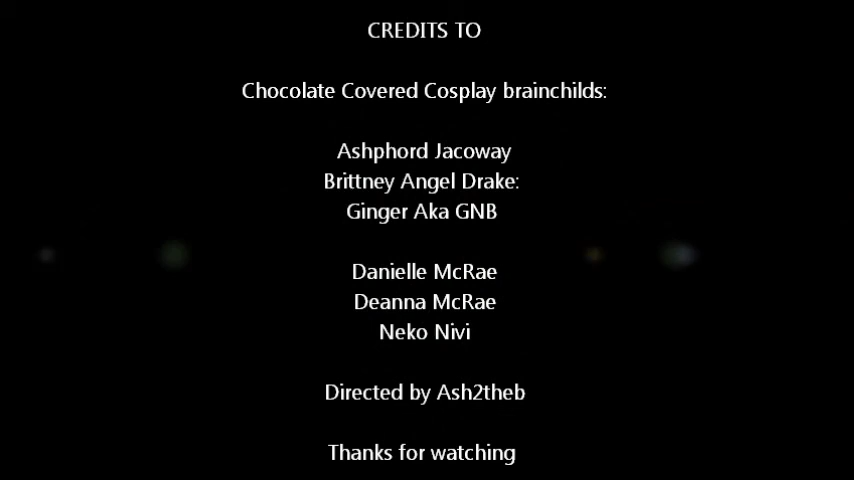 CREDITS TO
Chocolate Covered Cosplay brainchilds:
Ashphord Jacoway
Brittney Angel Drake:
Ginger Aka GNB
Danielle McRae
Deanna McRae
Neko Nivi
Directed by Ash2theb
Thanks for watching